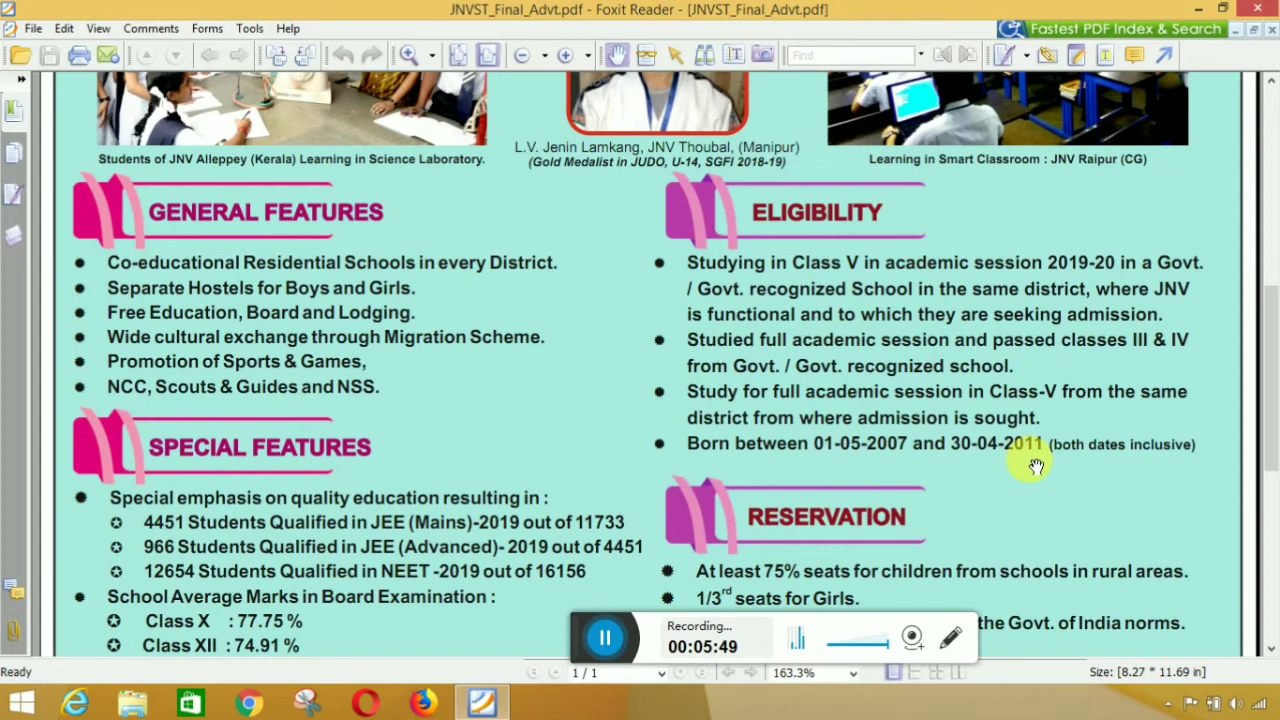 JNVST_Final_Advt.pdf - Foxit Reader - [JNVST_Final_Advt.pdf]
File Edit View Comments Forms Tools Help
Fastest PDF Index & Search
Find
Students of JNV Alleppey (Kerala) Learning in Science Laboratory.
L.V. Jenin Lamkang, JNV Thoubal, (Manipur)
(Gold Medalist in JUDO, U-14, SGFI 2018-19)
Learning in Smart Classroom : JNV Raipur (CG)
GENERAL FEATURES
Co-educational Residential Schools in every District.
Separate Hostels for Boys and Girls.
Free Education, Board and Lodging.
Wide cultural exchange through Migration Scheme.
Promotion of Sports & Games,
NCC, Scouts & Guides and NSS.
SPECIAL FEATURES
Special emphasis on quality education resulting in :
4451 Students Qualified in JEE (Mains)-2019 out of 11733
966 Students Qualified in JEE (Advanced)- 2019 out of 4451
12654 Students Qualified in NEET -2019 out of 16156
School Average Marks in Board Examination :
Class X : 77.75 %
Class XII : 74.91 %
ELIGIBILITY
Studying in Class V in academic session 2019-20 in a Govt.
/ Govt. recognized School in the same district, where JNV
is functional and to which they are seeking admission.
Studied full academic session and passed classes III & IV
from Govt. / Govt. recognized school.
Study for full academic session in Class-V from the same
district from where admission is sought.
Born between 01-05-2007 and 30-04-2011 (both dates inclusive)
RESERVATION
At least 75% seats for children from schools in rural areas.
1/3rd seats for Girls.
the Govt. of India norms.
Recording...
00:05:49
Ready
1 / 1
163.3%
Size: [8.27 * 11.69 in]